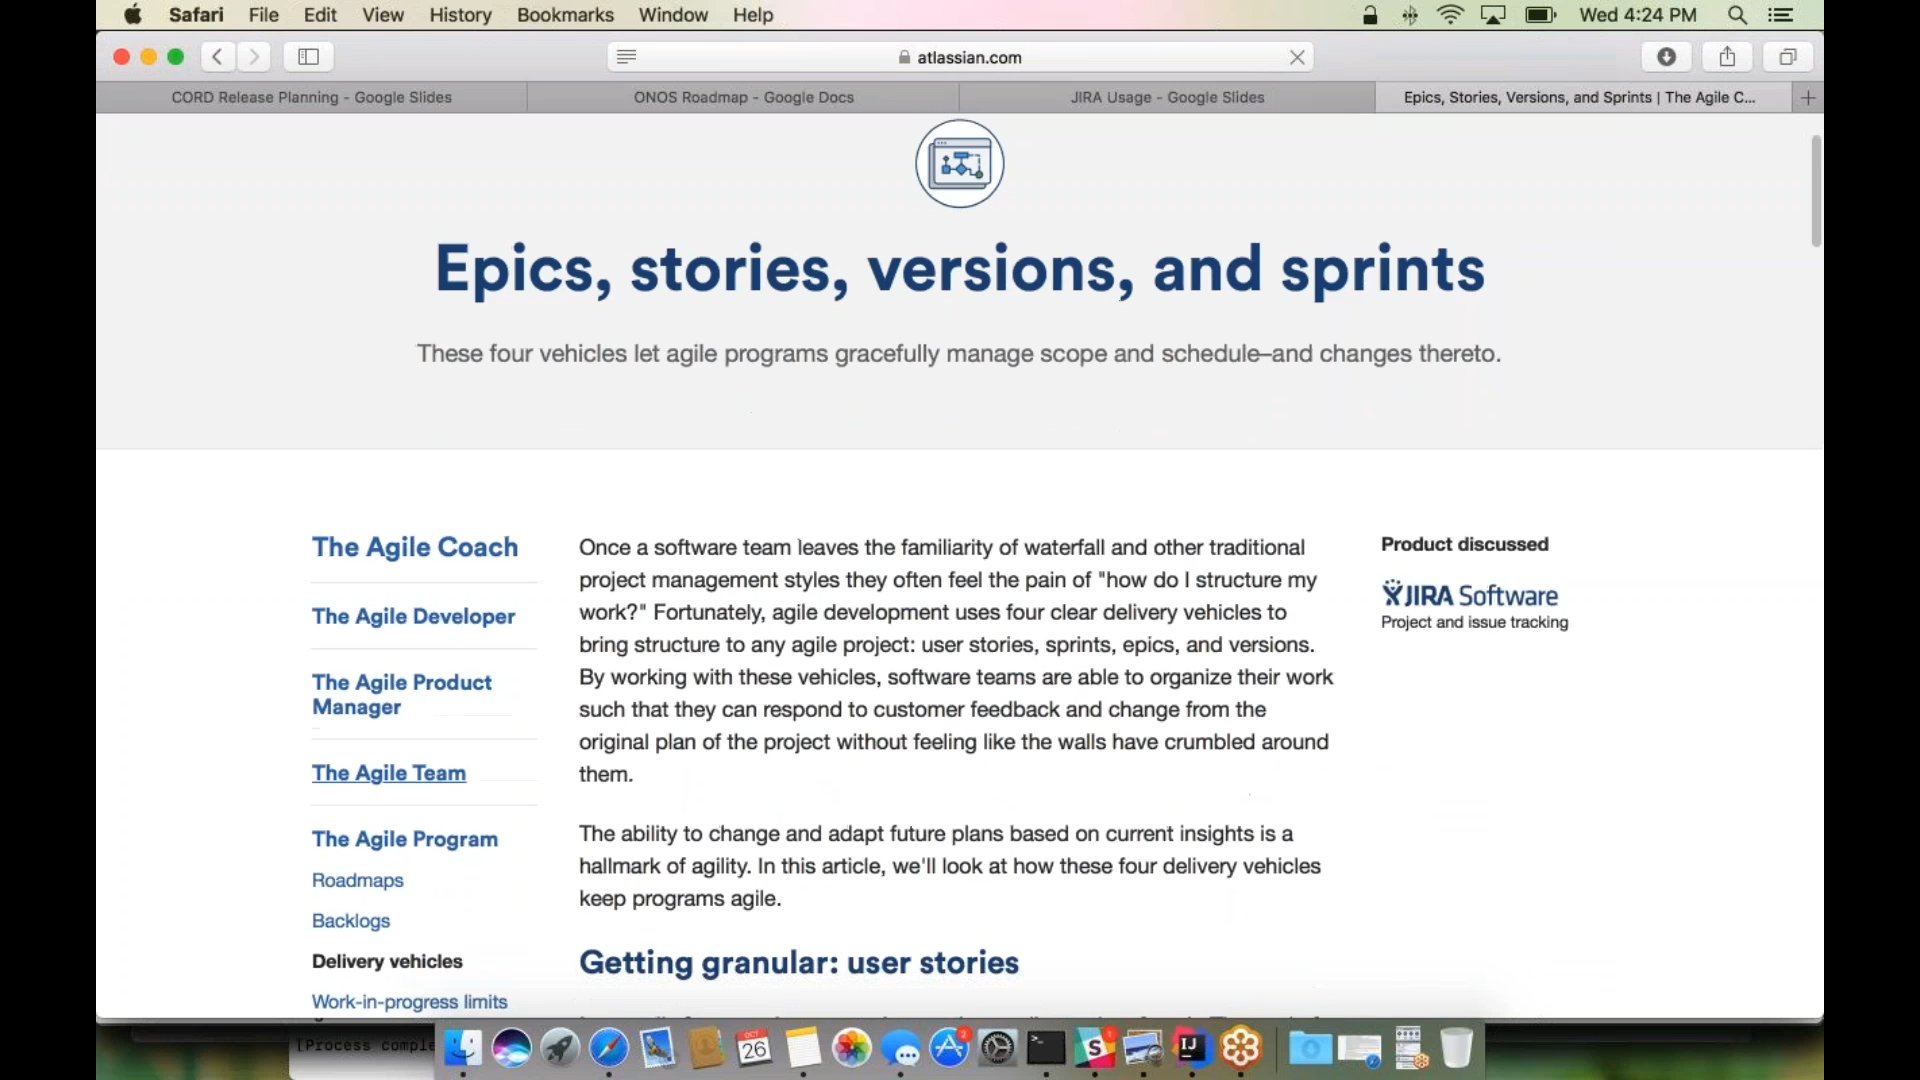 Safari File Edit View History Bookmarks Window Help Wed 4:24 PM
atlassian.com
CORD Release Planning - Google Slides
ONOS Roadmap - Google Docs
JIRA Usage - Google Slides
Epics, Stories, Versions, and Sprints | The Agile C...
Epics, stories, versions, and sprints
These four vehicles let agile programs gracefully manage scope and schedule–and changes thereto.
The Agile Coach
The Agile Developer
The Agile Product
Manager
The Agile Team
The Agile Program
Roadmaps
Backlogs
Delivery vehicles
Work-in-progress limits
Once a software team leaves the familiarity of waterfall and other traditional
project management styles they often feel the pain of "how do I structure my
work?" Fortunately, agile development uses four clear delivery vehicles to
bring structure to any agile project: user stories, sprints, epics, and versions.
By working with these vehicles, software teams are able to organize their work
such that they can respond to customer feedback and change from the
original plan of the project without feeling like the walls have crumbled around
them.
The ability to change and adapt future plans based on current insights is a
hallmark of agility. In this article, we'll look at how these four delivery vehicles
keep programs agile.
Getting granular: user stories
Product discussed
JIRA Software
Project and issue tracking
[Process comple
OCT
26
2
S
1
IJ